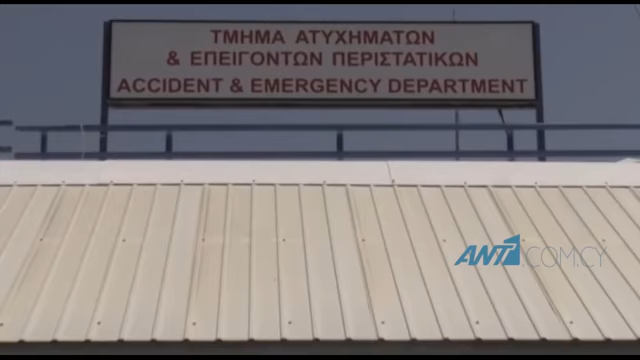 ΤΜΗΜΑ ΑΤΥΧΗΜΑΤΩΝ
& ΕΠΕΙΓΟΝΤΩΝ ΠΕΡΙΣΤΑΤΙΚΩΝ
ACCIDENT & EMERGENCY DEPARTMENT
ANT1.COM.CY